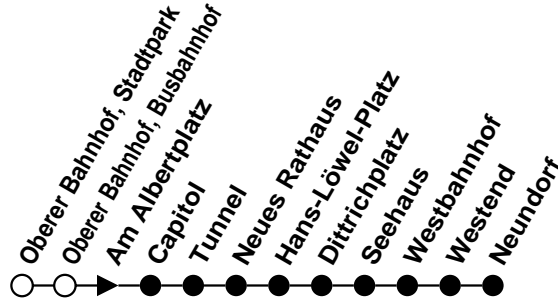 Oberer Bahnhof, Stadtpark
Oberer Bahnhof, Busbahnhof
Am Albertplatz
Capitol
Tunnel
Neues Rathaus
Hans-Löwel-Platz
Dittrichplatz
Seehaus
Westbahnhof
Westend
Neundorf